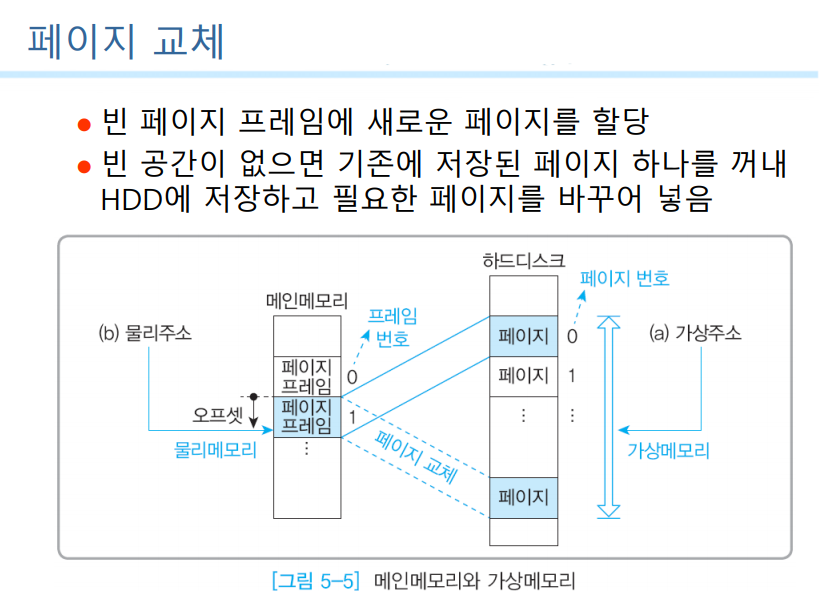 페이지 교체
● 빈 페이지 프레임에 새로운 페이지를 할당
● 빈 공간이 없으면 기존에 저장된 페이지 하나를 꺼내
HDD에 저장하고 필요한 페이지를 바꾸어 넣음
하드디스크
페이지 번호
메인메모리
프레임
번호
(b) 물리주소
페이지 0
(a) 가상주소
페이지
프레임 0
페이지 1
오프셋
페이지
프레임 1
⋮
⋮
물리메모리
⋮
페이지 교체
가상메모리
페이지
[그림 5-5] 메인메모리와 가상메모리